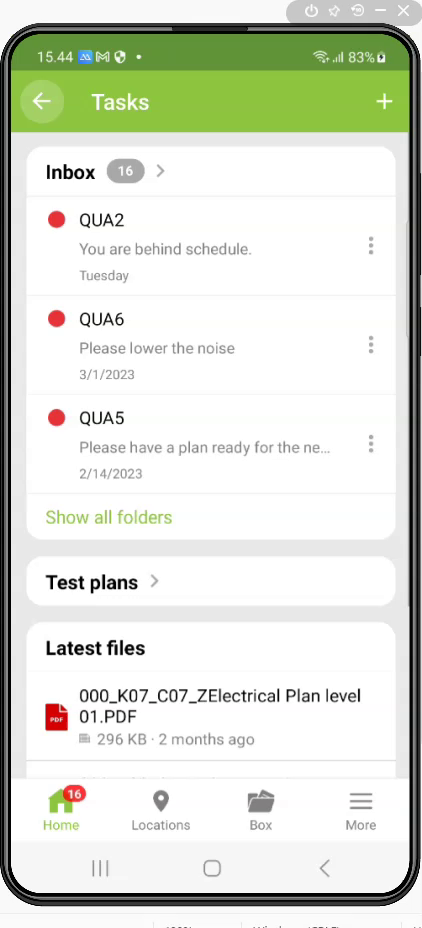 15.44
83%
Tasks
Inbox 16
QUA2
You are behind schedule.
Tuesday
QUA6
Please lower the noise
3/1/2023
QUA5
Please have a plan ready for the ne...
2/14/2023
Show all folders
Test plans
Latest files
000_K07_C07_ZElectrical Plan level
01.PDF
PDF
296 KB · 2 months ago
16
Home Locations Box More